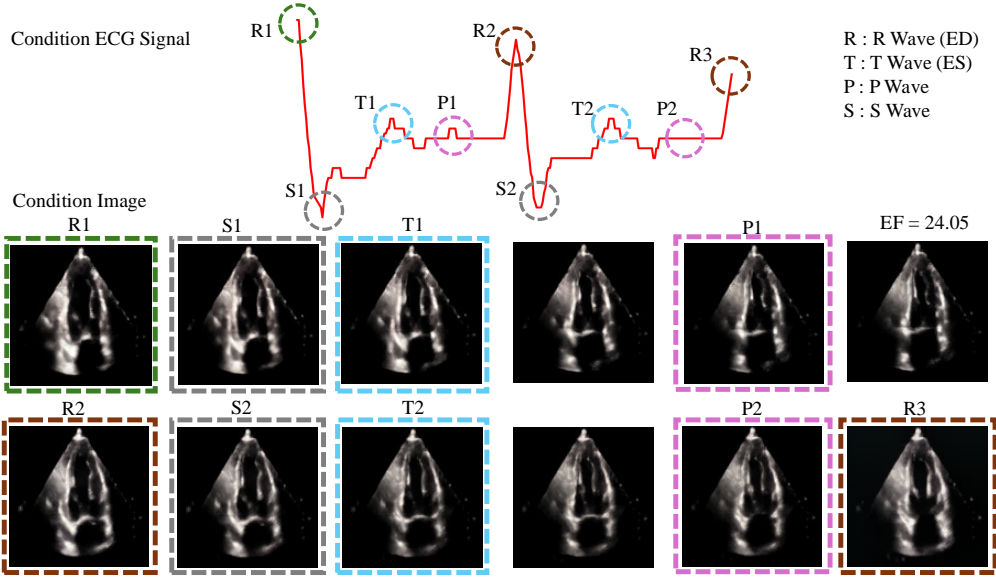 Condition ECG Signal
R1
R2
R3
T1
P1
T2
P2
S1
S2
R : R Wave (ED)
T : T Wave (ES)
P : P Wave
S : S Wave
Condition Image
R1
S1
T1
P1
EF = 24.05
R2
S2
T2
P2
R3